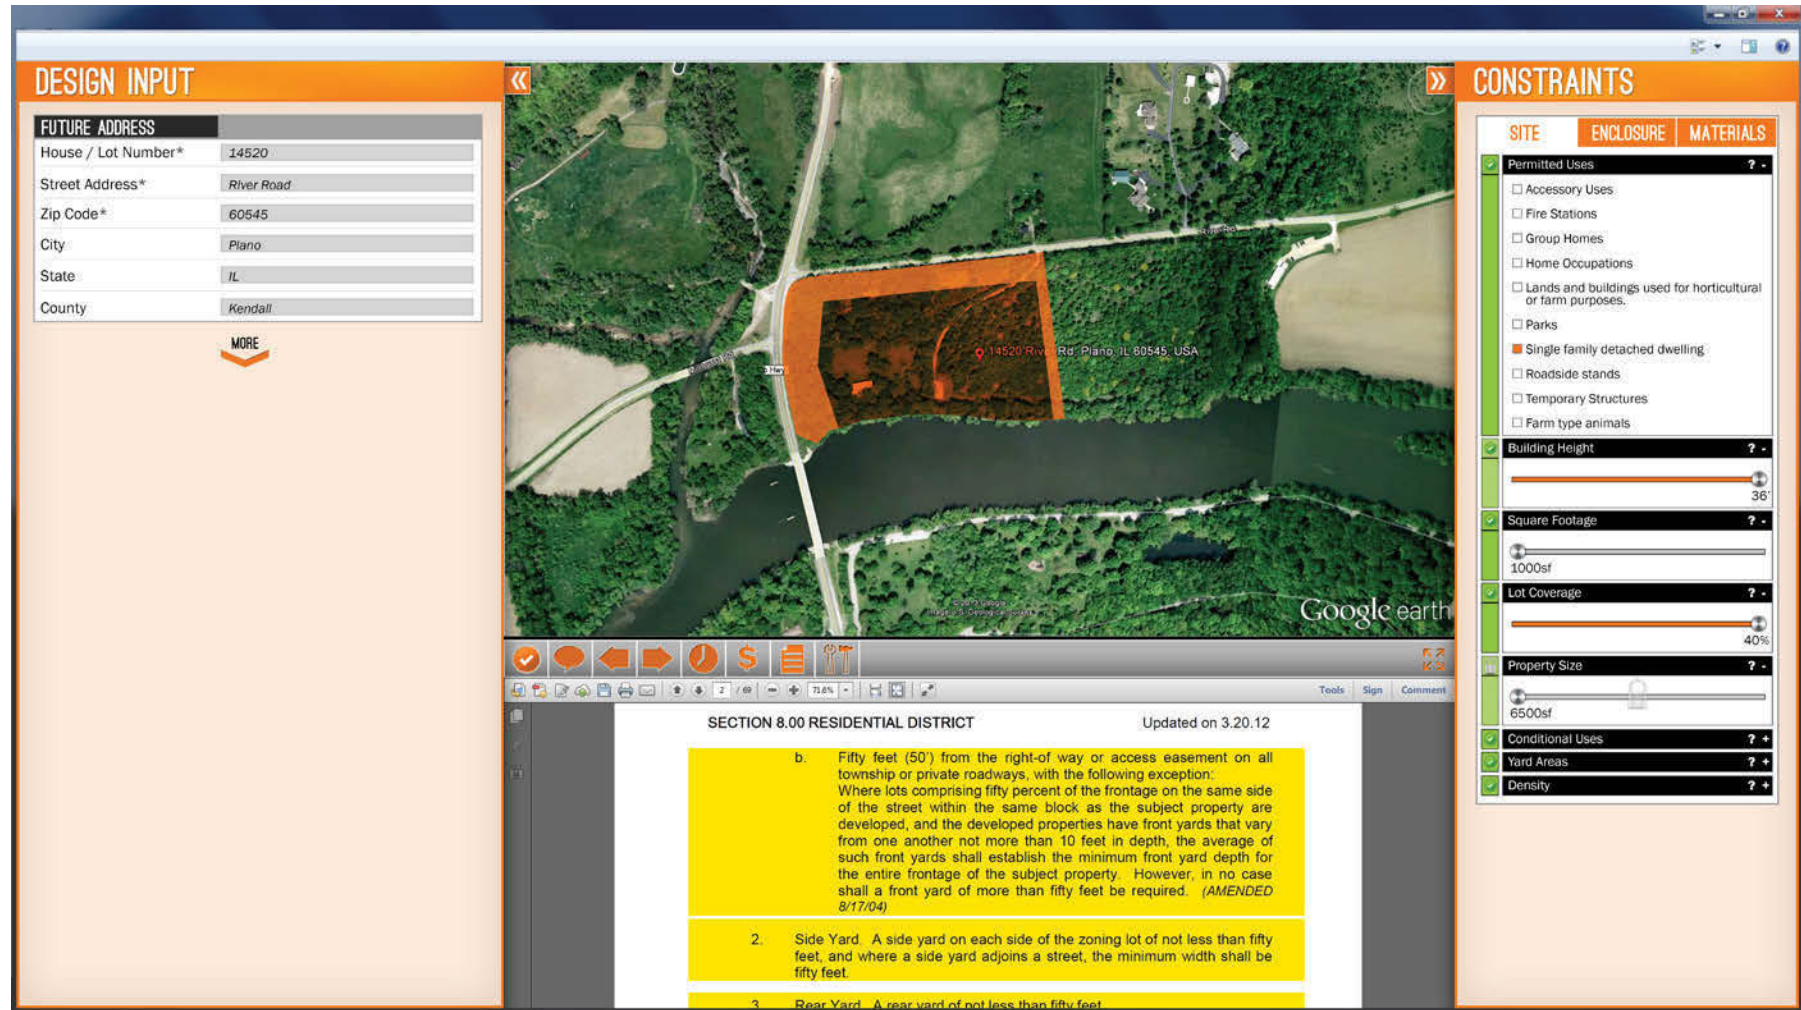 DESIGN INPUT
FUTURE ADDRESS
House / Lot Number*
14520
Street Address*
River Road
Zip Code*
60545
City
Plano
State
IL
County
Kendall
MORE
River Rd
14520 River Rd, Plano, IL 60545, USA
Hwy
© 2013 Google
Google earth
2 / 69
71.6%
Tools Sign Comment
SECTION 8.00 RESIDENTIAL DISTRICT Updated on 3.20.12
b. Fifty feet (50') from the right-of way or access easement on all
township or private roadways, with the following exception:
Where lots comprising fifty percent of the frontage on the same side
of the street within the same block as the subject property are
developed, and the developed properties have front yards that vary
from one another not more than 10 feet in depth, the average of
such front yards shall establish the minimum front yard depth for
the entire frontage of the subject property. However, in no case
shall a front yard of more than fifty feet be required. (AMENDED
8/17/04)
2. Side Yard. A side yard on each side of the zoning lot of not less than fifty
feet, and where a side yard adjoins a street, the minimum width shall be
fifty feet.
3. Rear Yard. A rear yard of not less than fifty feet.
CONSTRAINTS
SITE ENCLOSURE MATERIALS
Permitted Uses ? -
Accessory Uses
Fire Stations
Group Homes
Home Occupations
Lands and buildings used for horticultural
or farm purposes.
Parks
Single family detached dwelling
Roadside stands
Temporary Structures
Farm type animals
Building Height ? -
36'
Square Footage ? -
1000sf
Lot Coverage ? -
40%
Property Size ? -
6500sf
Conditional Uses ? +
Yard Areas ? +
Density ? +